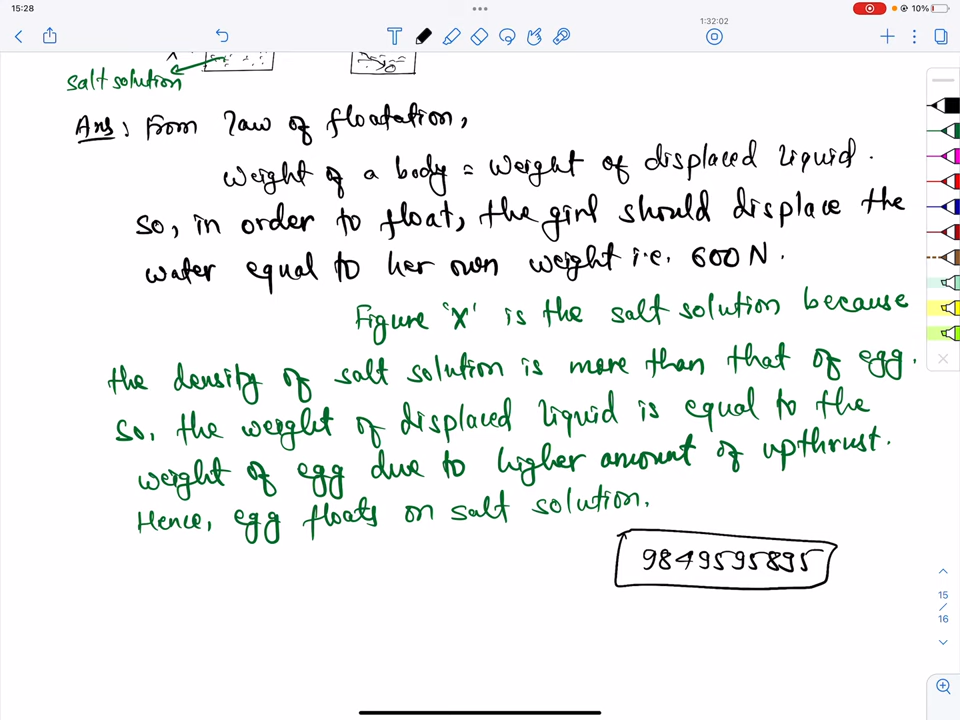 15:28
1:32:02
10%
X
salt solution
Ans: From law of floatation,
weight of a body = weight of displaced liquid.
so, in order to float, the girl should displace the
water equal to her own weight i.e. 600 N.
Figure 'X' is the salt solution because
the density of salt solution is more than that of egg.
so, the weight of displaced liquid is equal to the
weight of egg due to higher amount of upthrust.
Hence, egg floats on salt solution.
9849595895
15
/
16